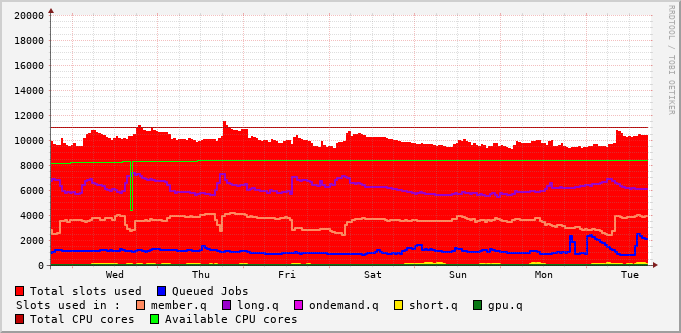 RRDTOOL / TOBI OETIKER
20000
18000
16000
14000
12000
10000
8000
6000
4000
2000
0
Wed Thu Fri Sat Sun Mon Tue
Total slots used Queued Jobs
Slots used in : member.q long.q ondemand.q short.q gpu.q
Total CPU cores Available CPU cores